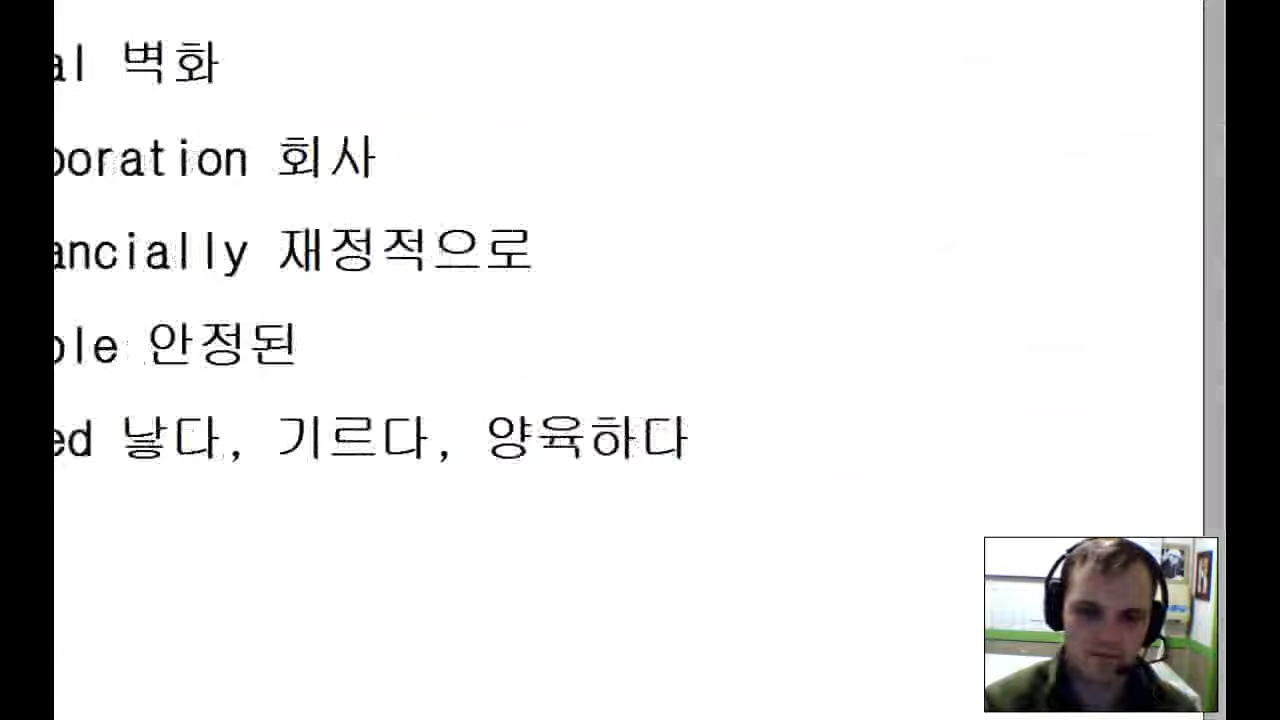 al 벽화
poration 회사
ancially 재정적으로
ble 안정된
ed 낳다, 기르다, 양육하다